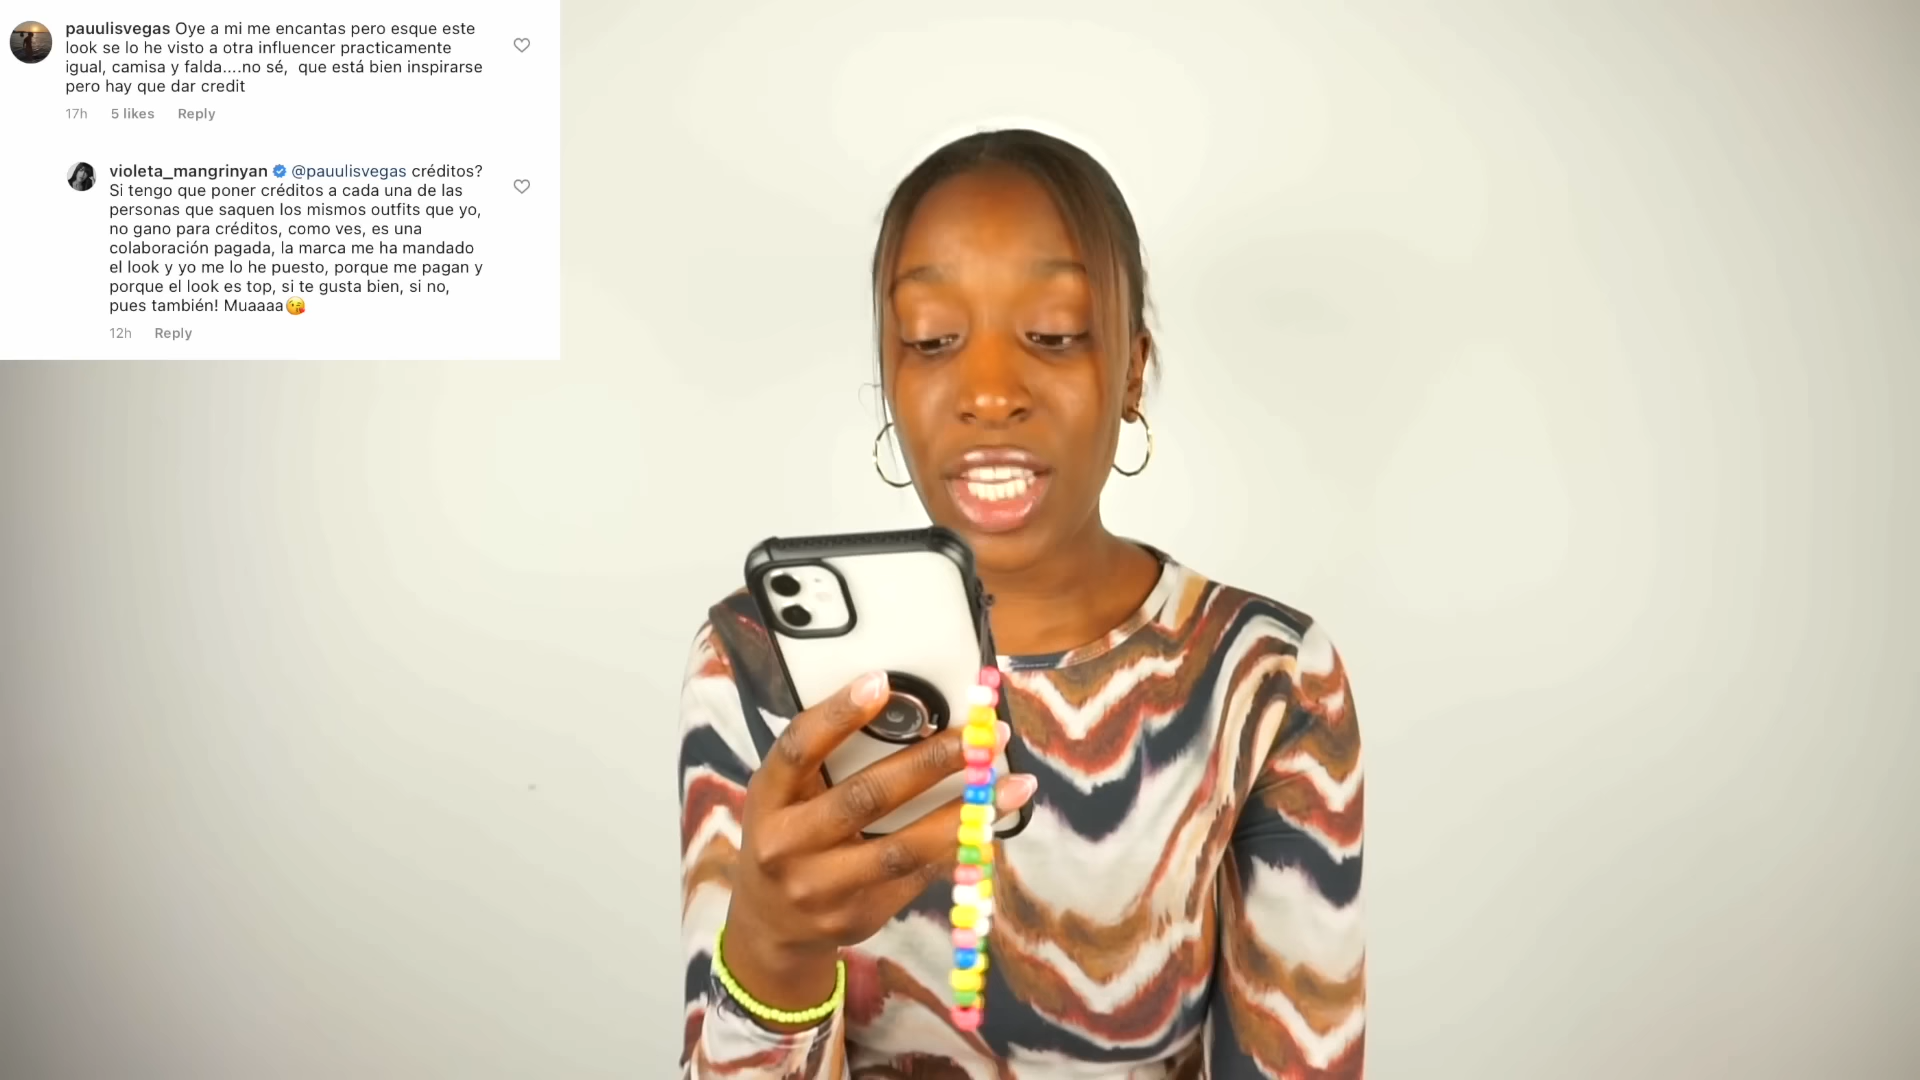 pauulisvegas Oye a mi me encantas pero esque este
look se lo he visto a otra influencer practicamente
igual, camisa y falda....no sé, que está bien inspirarse
pero hay que dar credit
17h 5 likes Reply
violeta_mangrinyan @pauulisvegas créditos?
Si tengo que poner créditos a cada una de las
personas que saquen los mismos outfits que yo,
no gano para créditos, como ves, es una
colaboración pagada, la marca me ha mandado
el look y yo me lo he puesto, porque me pagan y
porque el look es top, si te gusta bien, si no,
pues también! Muaaaa😘
12h Reply